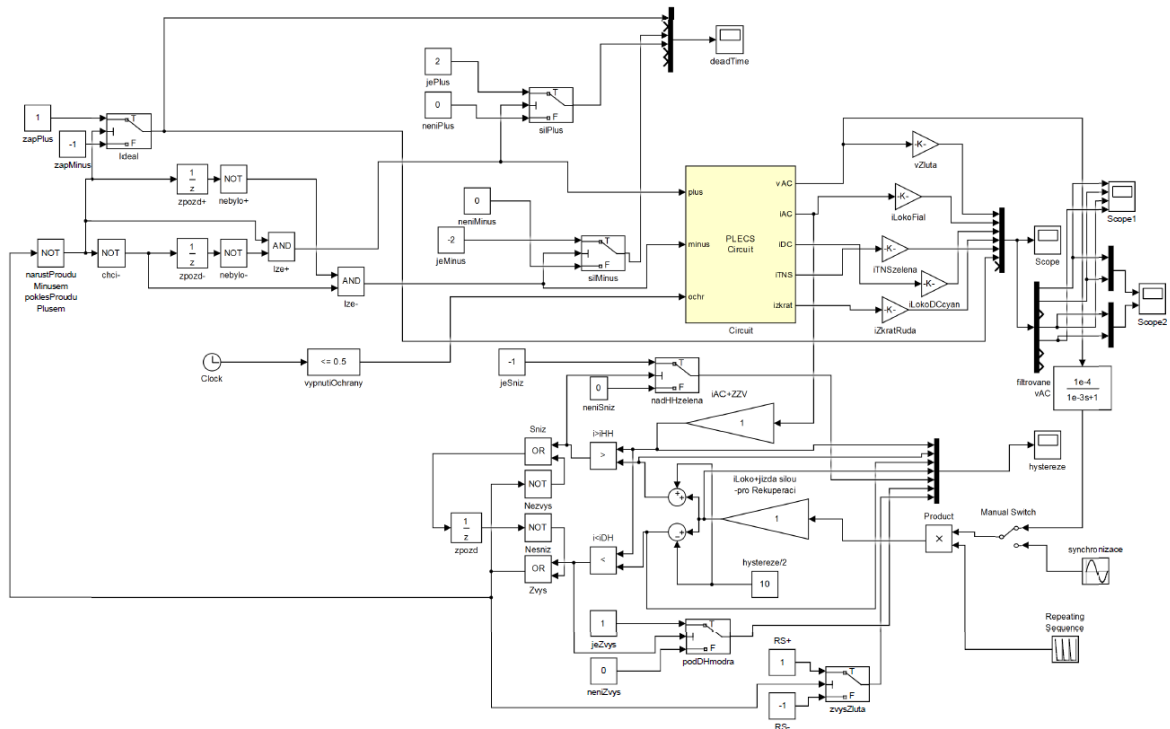 deadTime
2
jePlus
0
neniPlus
T
F
silPlus
1
zapPlus
-1
zapMinus
T
F
Ideal
1
z
zpozd+
NOT
nebylo+
0
neniMinus
-2
jeMinus
T
F
silMinus
NOT
narustProudu
Minusem
poklesProudu
Plusem
NOT
chci-
1
z
zpozd-
NOT
nebylo-
AND
lze+
AND
lze-
plus
minus
ochr
PLECS
Circuit
vAC
iAC
iDC
iTNS
izkrat
Circuit
-K-
vZluta
-K-
iLokoFial
-K-
iTNSzelena
-K-
iLokoDCcyan
-K-
iZkratRuda
Scope
Scope1
Scope2
filtrovane
vAC
1e-4
1e-3s+1
Clock
<= 0.5
vypnutiOchrany
-1
jeSniz
0
neniSniz
T
F
nadHHzelena
iAC+ZZV
1
Sniz
OR
NOT
Nezvys
1
z
zpozd
NOT
Nesniz
OR
Zvys
i>iHH
>
i<iDH
<
+
+
+
−
iLoko+jizda silou
-pro Rekuperaci
1
hystereze/2
10
hystereze
Product
×
Manual Switch
synchronizace
Repeating
Sequence
1
jeZvys
0
neniZvys
T
F
podDHmodra
RS+
1
-1
RS-
T
F
zvysZluta